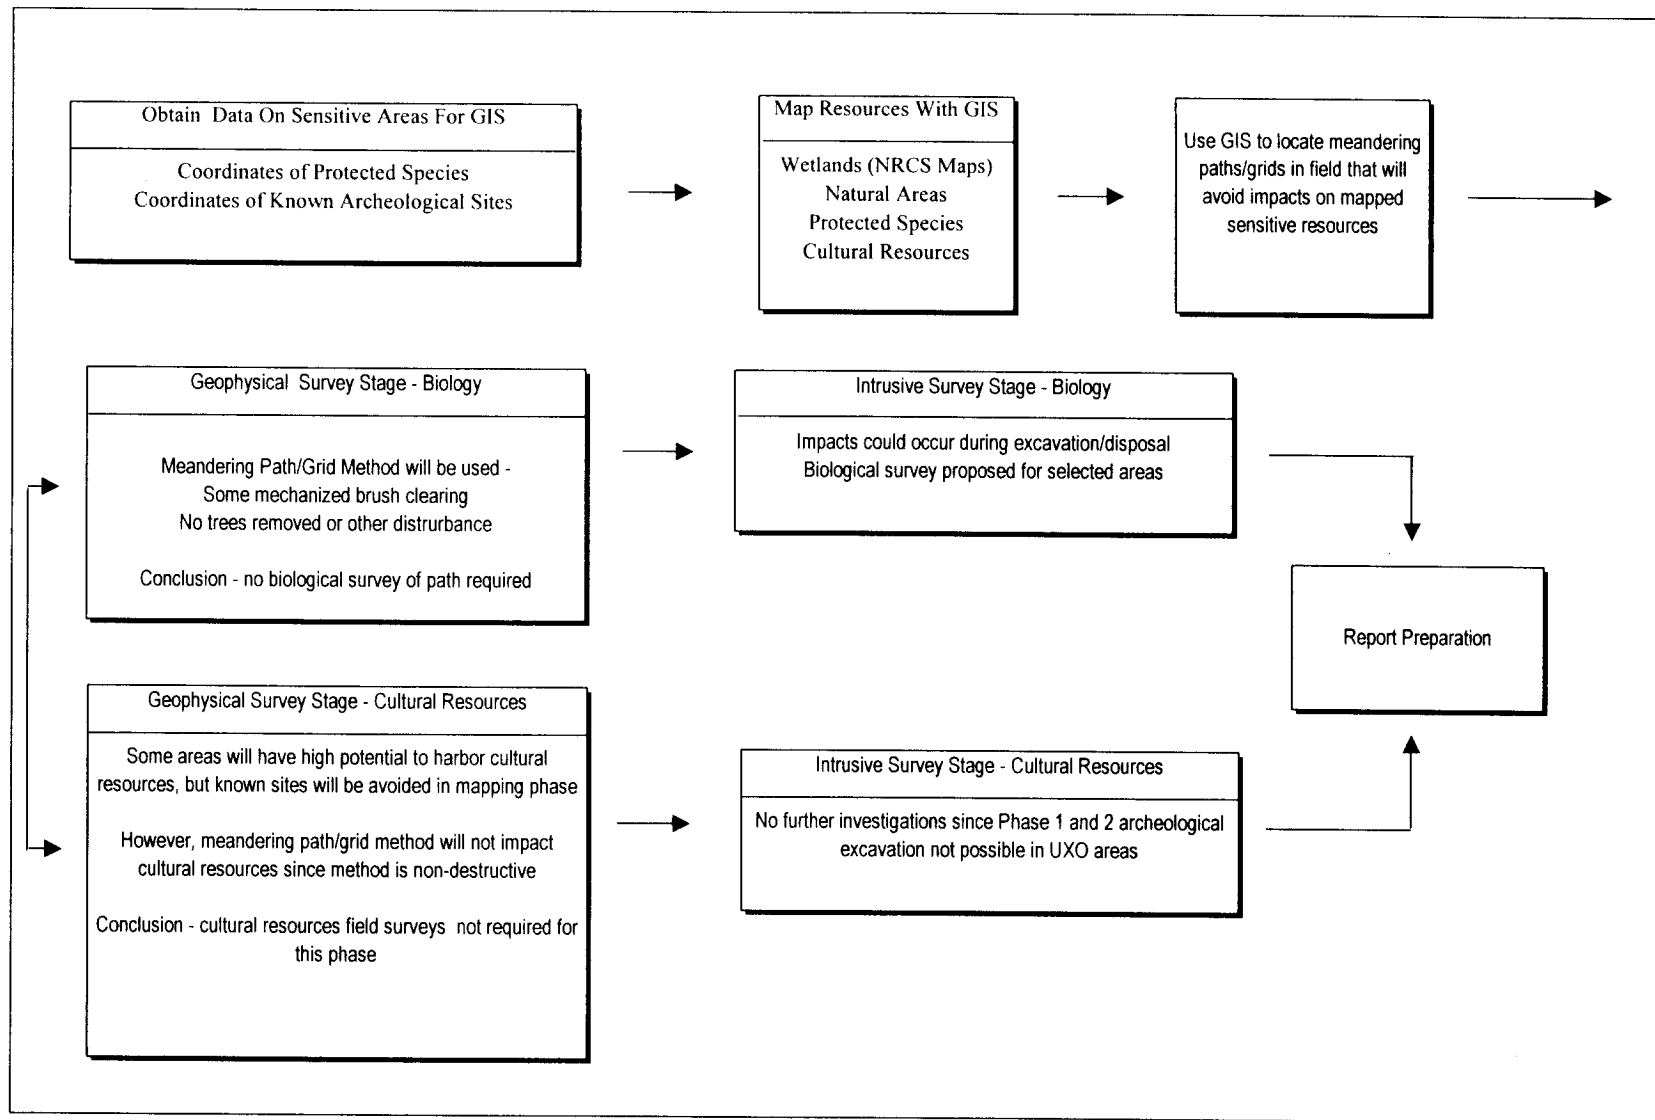 Obtain Data On Sensitive Areas For GIS
Coordinates of Protected Species
Coordinates of Known Archeological Sites
Map Resources With GIS
Wetlands (NRCS Maps)
Natural Areas
Protected Species
Cultural Resources
Use GIS to locate meandering
paths/grids in field that will
avoid impacts on mapped
sensitive resources
Geophysical Survey Stage - Biology
Meandering Path/Grid Method will be used -
Some mechanized brush clearing
No trees removed or other distrurbance
Conclusion - no biological survey of path required
Intrusive Survey Stage - Biology
Impacts could occur during excavation/disposal
Biological survey proposed for selected areas
Report Preparation
Geophysical Survey Stage - Cultural Resources
Some areas will have high potential to harbor cultural
resources, but known sites will be avoided in mapping phase
However, meandering path/grid method will not impact
cultural resources since method is non-destructive
Conclusion - cultural resources field surveys not required for
this phase
Intrusive Survey Stage - Cultural Resources
No further investigations since Phase 1 and 2 archeological
excavation not possible in UXO areas